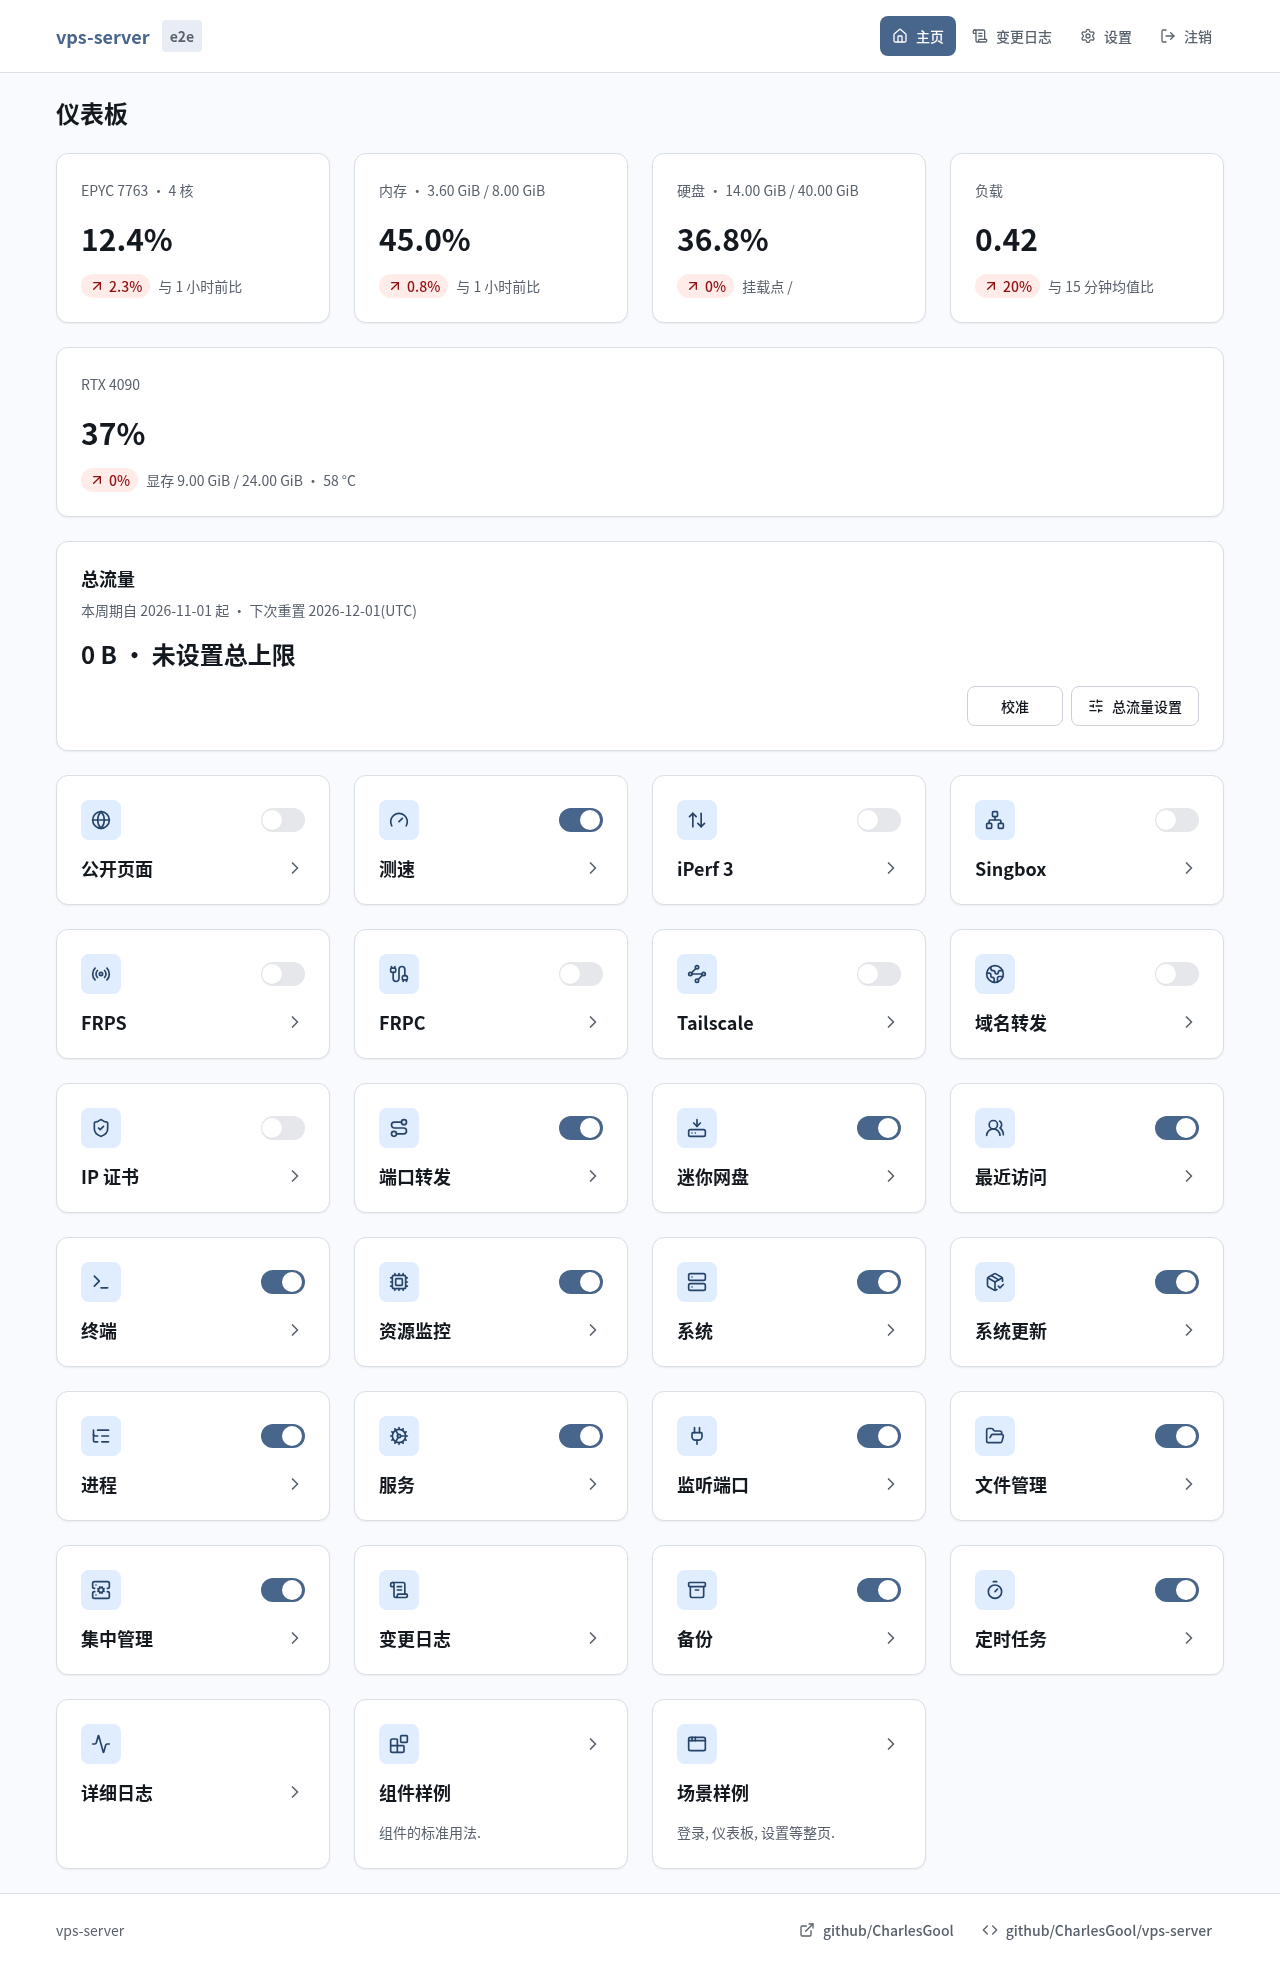 vps-server e2e 主页 变更日志 设置 注销
仪表板
EPYC 7763 · 4 核
12.4%
2.3% 与 1 小时前比
内存 · 3.60 GiB / 8.00 GiB
45.0%
0.8% 与 1 小时前比
硬盘 · 14.00 GiB / 40.00 GiB
36.8%
0% 挂载点 /
负载
0.42
20% 与 15 分钟均值比
RTX 4090
37%
0% 显存 9.00 GiB / 24.00 GiB · 58 °C
总流量
本周期自 2026-11-01 起 · 下次重置 2026-12-01(UTC)
0 B · 未设置总上限
校准 总流量设置
公开页面 测速 iPerf 3 Singbox
FRPS FRPC Tailscale 域名转发
IP 证书 端口转发 迷你网盘 最近访问
终端 资源监控 系统 系统更新
进程 服务 监听端口 文件管理
集中管理 变更日志 备份 定时任务
详细日志 组件样例 场景样例
组件的标准用法. 登录, 仪表板, 设置等整页.
vps-server github/CharlesGool github/CharlesGool/vps-server